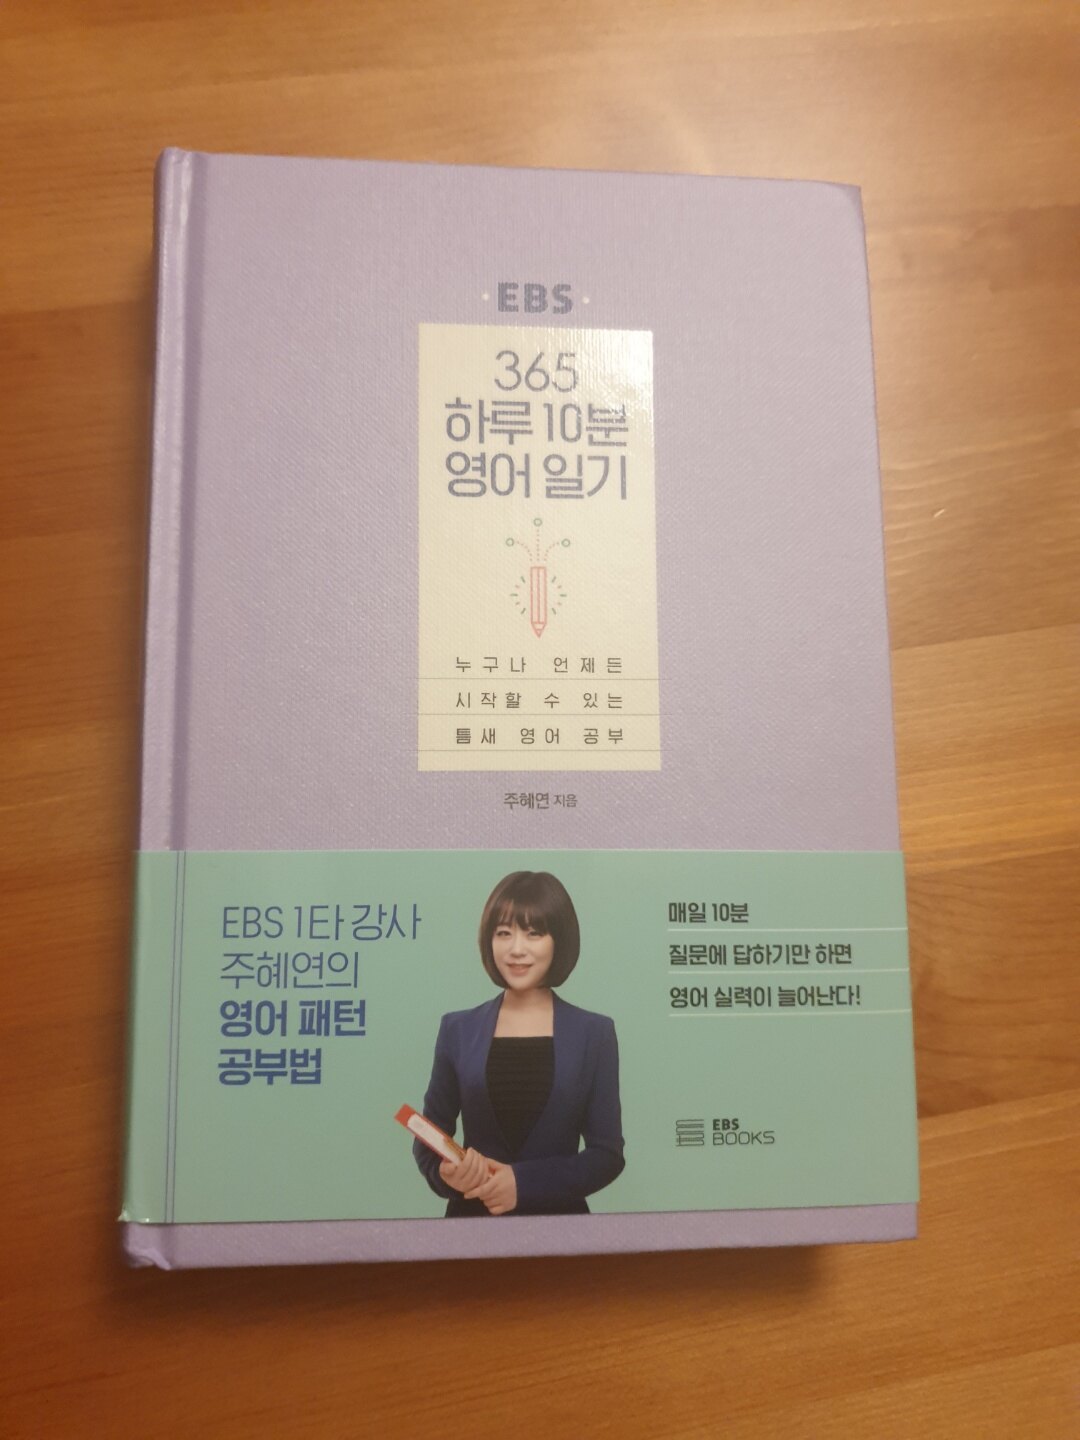 EBS
365
하루 10분
영어 일기
누구나 언제든
시작할 수 있는
틈새 영어 공부
주혜연 지음
EBS 1타 강사
주혜연의
영어 패턴
공부법
매일 10분
질문에 답하기만 하면
영어 실력이 늘어난다!
EBS
BOOKS